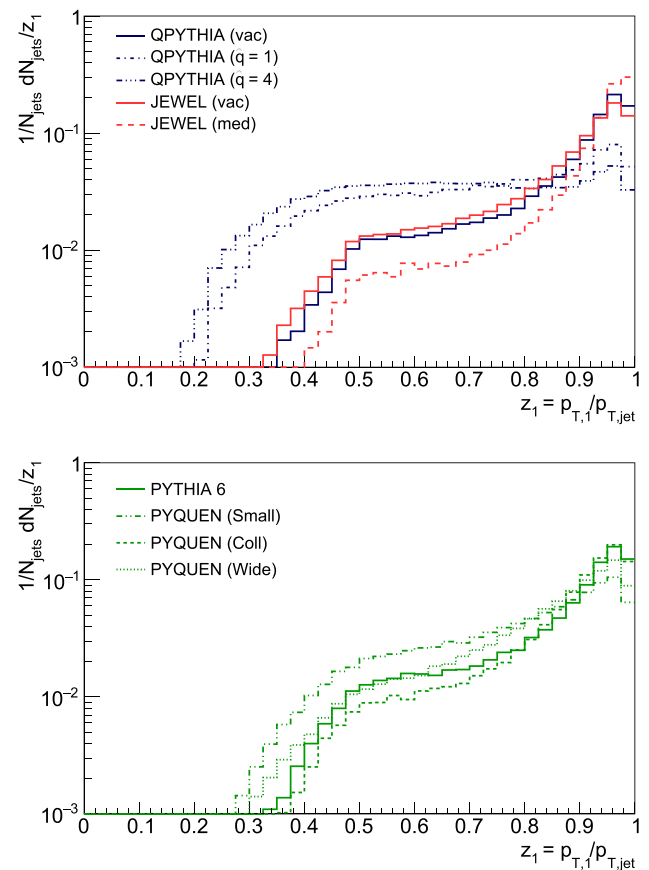 1/N_jets dN_jets/z_1
1
10^-1
10^-2
10^-3
QPYTHIA (vac)
QPYTHIA (q̂ = 1)
QPYTHIA (q̂ = 4)
JEWEL (vac)
JEWEL (med)
0 0.1 0.2 0.3 0.4 0.5 0.6 0.7 0.8 0.9 1
z_1 = p_T,1/p_T,jet
1/N_jets dN_jets/z_1
1
10^-1
10^-2
10^-3
PYTHIA 6
PYQUEN (Small)
PYQUEN (Coll)
PYQUEN (Wide)
0 0.1 0.2 0.3 0.4 0.5 0.6 0.7 0.8 0.9 1
z_1 = p_T,1/p_T,jet